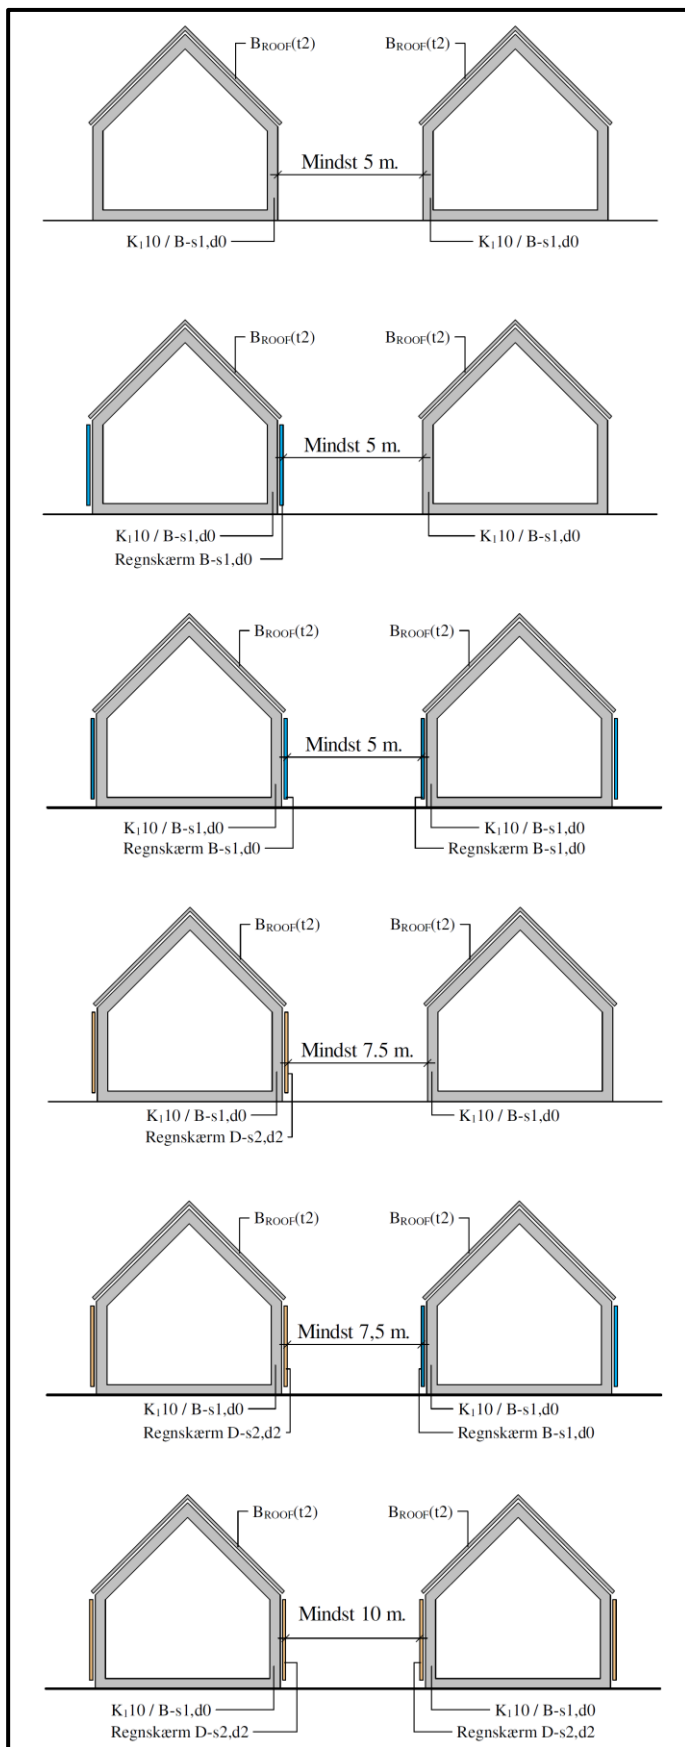 BROOF(t2) BROOF(t2)
Mindst 5 m.
K₁10 / B-s1,d0 K₁10 / B-s1,d0
BROOF(t2) BROOF(t2)
Mindst 5 m.
K₁10 / B-s1,d0 K₁10 / B-s1,d0
Regnskærm B-s1,d0
BROOF(t2) BROOF(t2)
Mindst 5 m.
K₁10 / B-s1,d0 K₁10 / B-s1,d0
Regnskærm B-s1,d0 Regnskærm B-s1,d0
BROOF(t2) BROOF(t2)
Mindst 7.5 m.
K₁10 / B-s1,d0 K₁10 / B-s1,d0
Regnskærm D-s2,d2
BROOF(t2) BROOF(t2)
Mindst 7,5 m.
K₁10 / B-s1,d0 K₁10 / B-s1,d0
Regnskærm D-s2,d2 Regnskærm B-s1,d0
BROOF(t2) BROOF(t2)
Mindst 10 m.
K₁10 / B-s1,d0 K₁10 / B-s1,d0
Regnskærm D-s2,d2 Regnskærm D-s2,d2